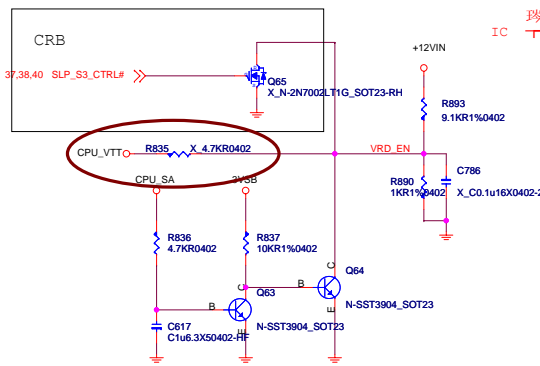 CRB
37,38,40 SLP_S3_CTRL#
Q65
X_N-2N7002LT1G_SOT23-RH
IC
+12VIN
R893
9.1KR1%0402
CPU_VTT
R835
X_4.7KR0402
VRD_EN
C786
R890
1KR1%0402
CPU_SA
3VSB
R836
4.7KR0402
R837
10KR1%0402
C
Q64
B
E
N-SST3904_SOT23
C
Q63
B
E
N-SST3904_SOT23
C617
C1u6.3X50402-HF